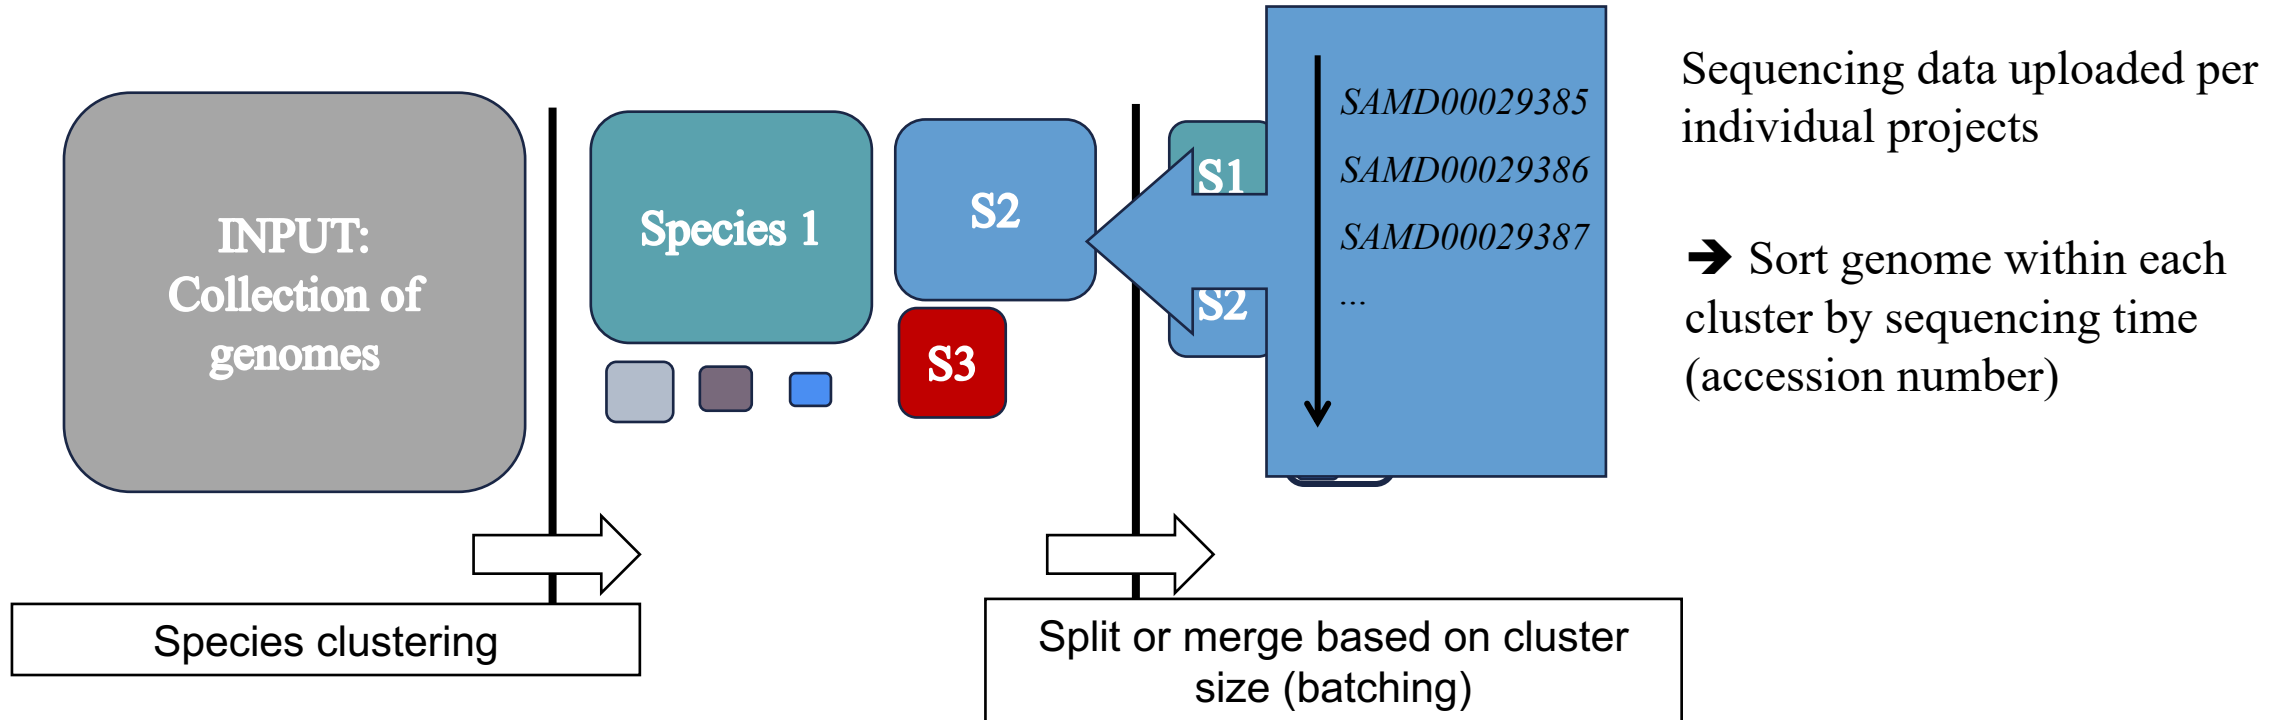 INPUT:
Collection of
genomes
Species 1
S2
S3
S1
S2
SAMD00029385
SAMD00029386
SAMD00029387
...
Sequencing data uploaded per
individual projects
➔ Sort genome within each
cluster by sequencing time
(accession number)
Species clustering
Split or merge based on cluster
size (batching)